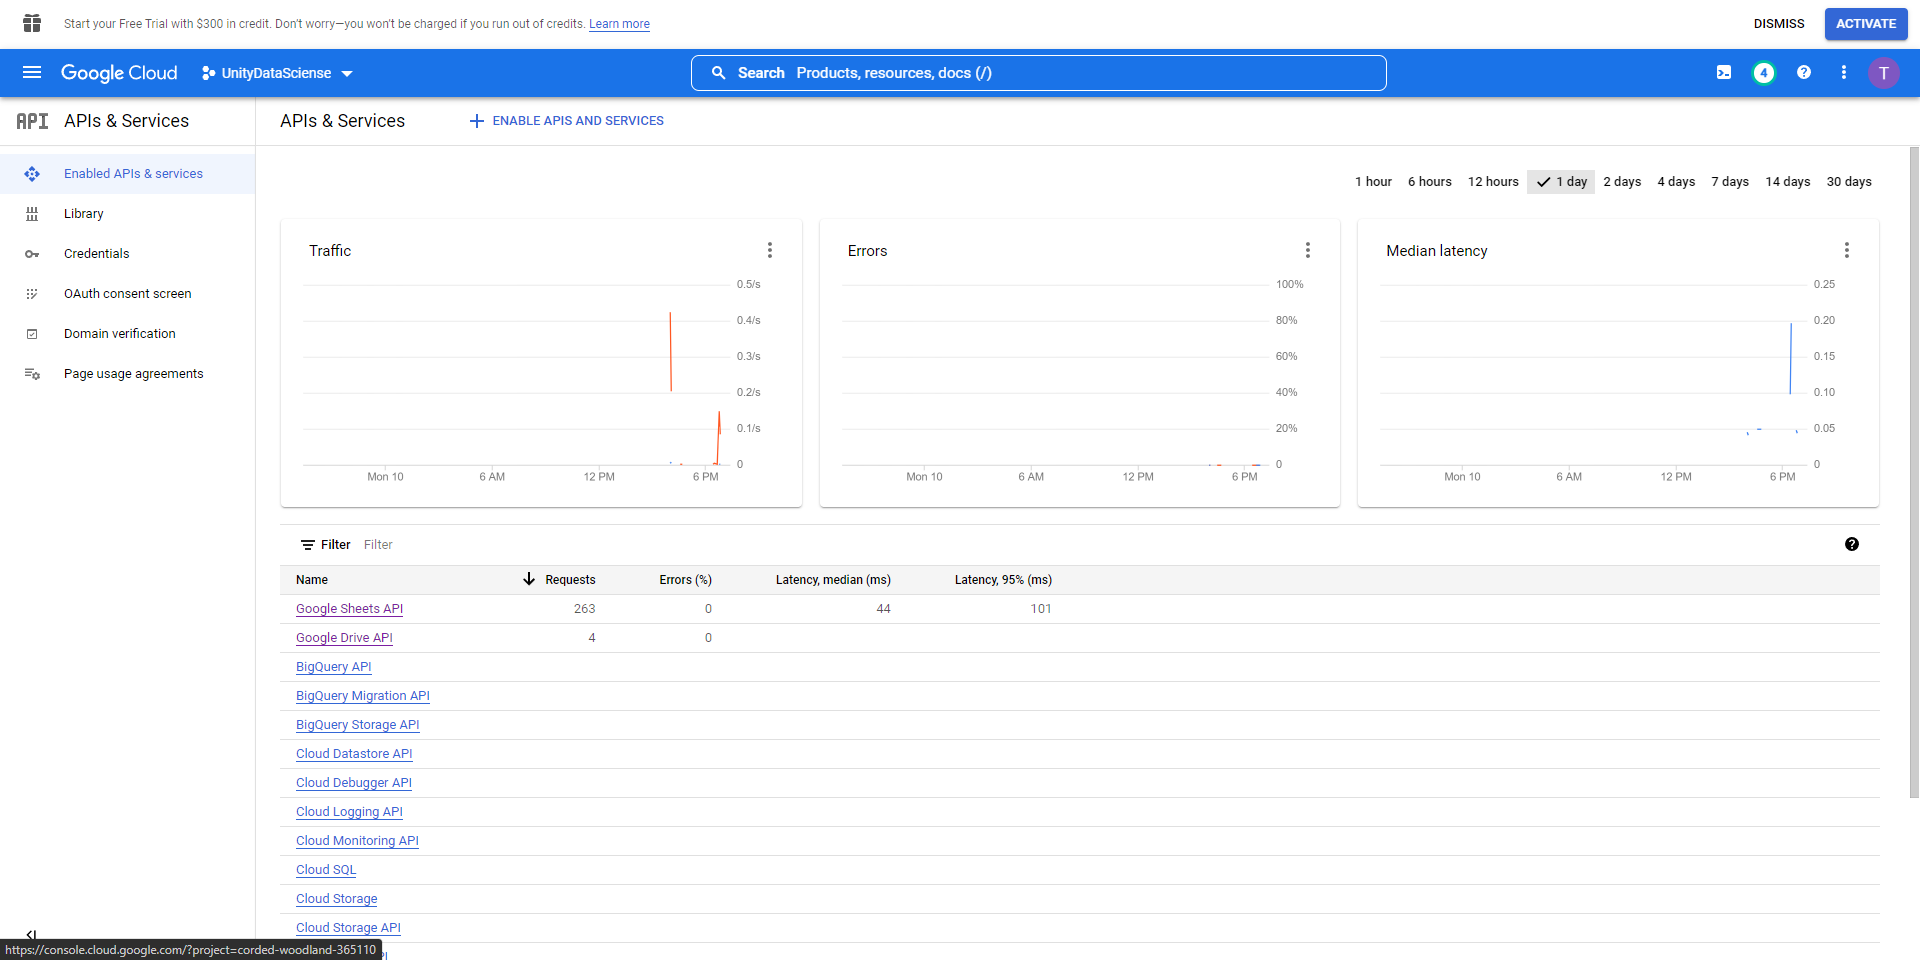 Start your Free Trial with $300 in credit. Don't worry—you won't be charged if you run out of credits. Learn more
DISMISS
ACTIVATE
Google Cloud
UnityDataSciense
Search Products, resources, docs (/)
4
T
API APIs & Services
APIs & Services
ENABLE APIS AND SERVICES
Enabled APIs & services
Library
Credentials
OAuth consent screen
Domain verification
Page usage agreements
1 hour 6 hours 12 hours 1 day 2 days 4 days 7 days 14 days 30 days
Traffic
0.5/s
0.4/s
0.3/s
0.2/s
0.1/s
0
Mon 10 6 AM 12 PM 6 PM
Errors
100%
80%
60%
40%
20%
0
Mon 10 6 AM 12 PM 6 PM
Median latency
0.25
0.20
0.15
0.10
0.05
0
Mon 10 6 AM 12 PM 6 PM
Filter Filter
Name Requests Errors (%) Latency, median (ms) Latency, 95% (ms)
Google Sheets API 263 0 44 101
Google Drive API 4 0
BigQuery API
BigQuery Migration API
BigQuery Storage API
Cloud Datastore API
Cloud Debugger API
Cloud Logging API
Cloud Monitoring API
Cloud SQL
Cloud Storage
Cloud Storage API
https://console.cloud.google.com/?project=corded-woodland-365110